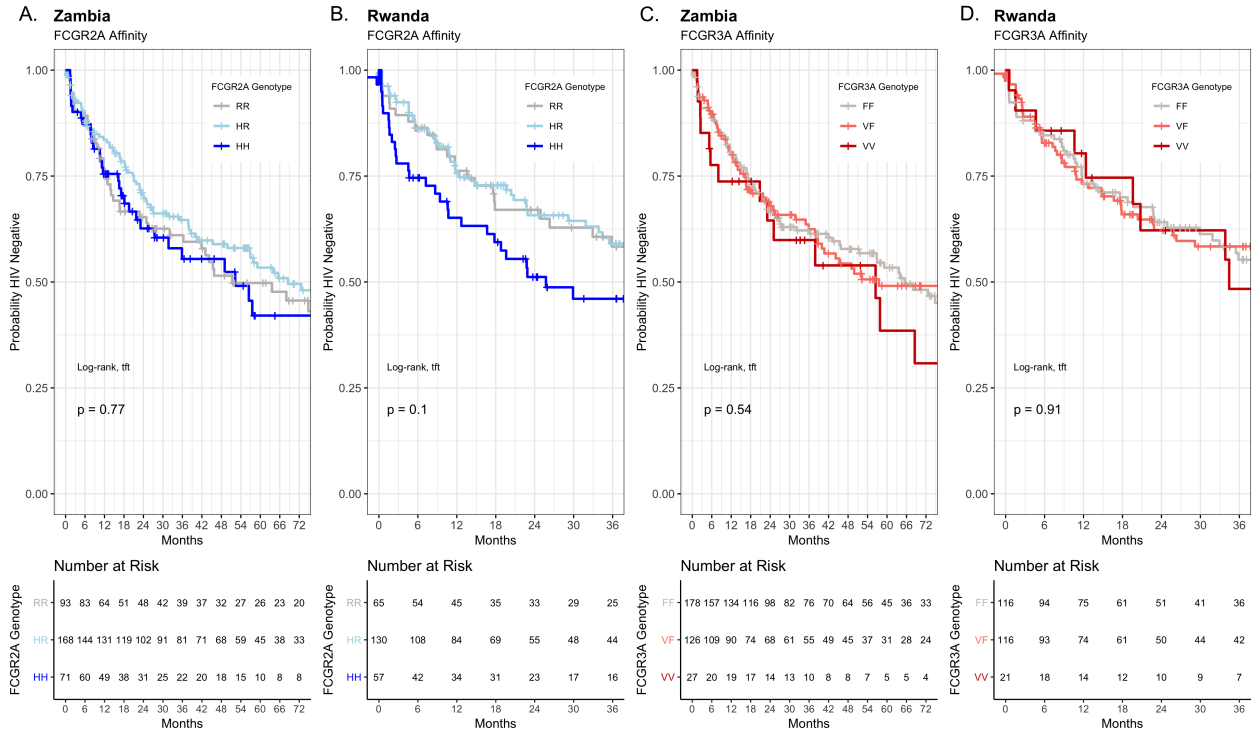 A.
Zambia
FCGR2A Affinity
Probability HIV Negative
1.00
0.75
0.50
0.25
0.00
FCGR2A Genotype
RR
HR
HH
Log-rank, tft
p = 0.77
0 6 12 18 24 30 36 42 48 54 60 66 72
Months
Number at Risk
FCGR2A Genotype
RR 93 83 64 51 48 42 39 37 32 27 26 23 20
HR 168 144 131 119 102 91 81 71 68 59 45 38 33
HH 71 60 49 38 31 25 22 20 18 15 10 8 8
0 6 12 18 24 30 36 42 48 54 60 66 72
Months
B.
Rwanda
FCGR2A Affinity
Probability HIV Negative
1.00
0.75
0.50
0.25
0.00
FCGR2A Genotype
RR
HR
HH
Log-rank, tft
p = 0.1
0 6 12 18 24 30 36
Months
Number at Risk
FCGR2A Genotype
RR 65 54 45 35 33 29 25
HR 130 108 84 69 55 48 44
HH 57 42 34 31 23 17 16
0 6 12 18 24 30 36
Months
C.
Zambia
FCGR3A Affinity
Probability HIV Negative
1.00
0.75
0.50
0.25
0.00
FCGR3A Genotype
FF
VF
VV
Log-rank, tft
p = 0.54
0 6 12 18 24 30 36 42 48 54 60 66 72
Months
Number at Risk
FCGR3A Genotype
FF 178 157 134 116 98 82 76 70 64 56 45 36 33
VF 126 109 90 74 68 61 55 49 45 37 31 28 24
VV 27 20 19 17 14 13 10 8 8 7 5 5 4
0 6 12 18 24 30 36 42 48 54 60 66 72
Months
D.
Rwanda
FCGR3A Affinity
Probability HIV Negative
1.00
0.75
0.50
0.25
0.00
FCGR3A Genotype
FF
VF
VV
Log-rank, tft
p = 0.91
0 6 12 18 24 30 36
Months
Number at Risk
FCGR3A Genotype
FF 116 94 75 61 51 41 36
VF 116 93 74 61 50 44 42
VV 21 18 14 12 10 9 7
0 6 12 18 24 30 36
Months